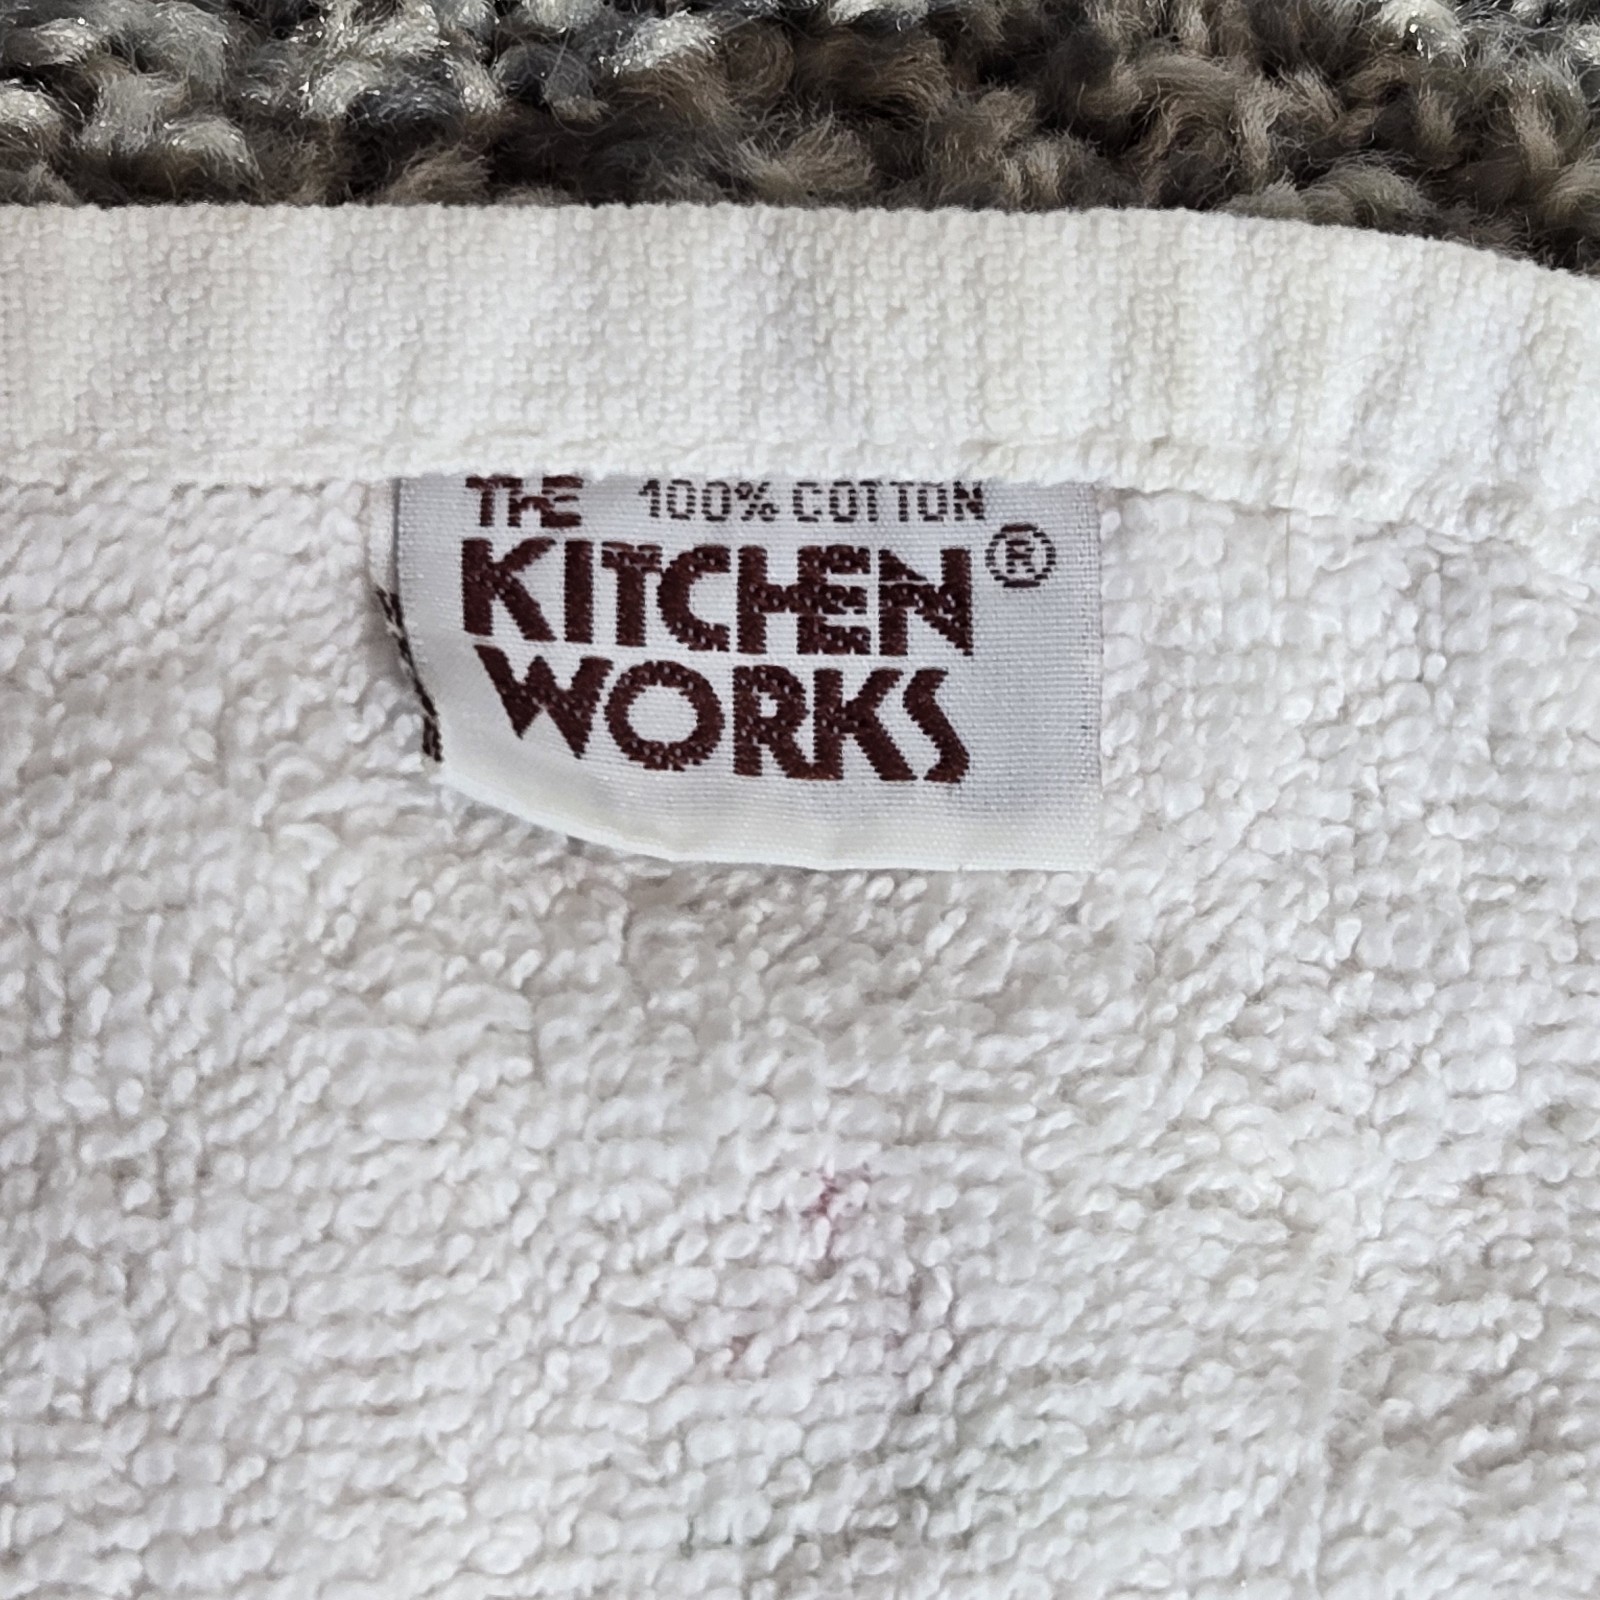 THE 100% COTTON
KITCHEN ®
WORKS